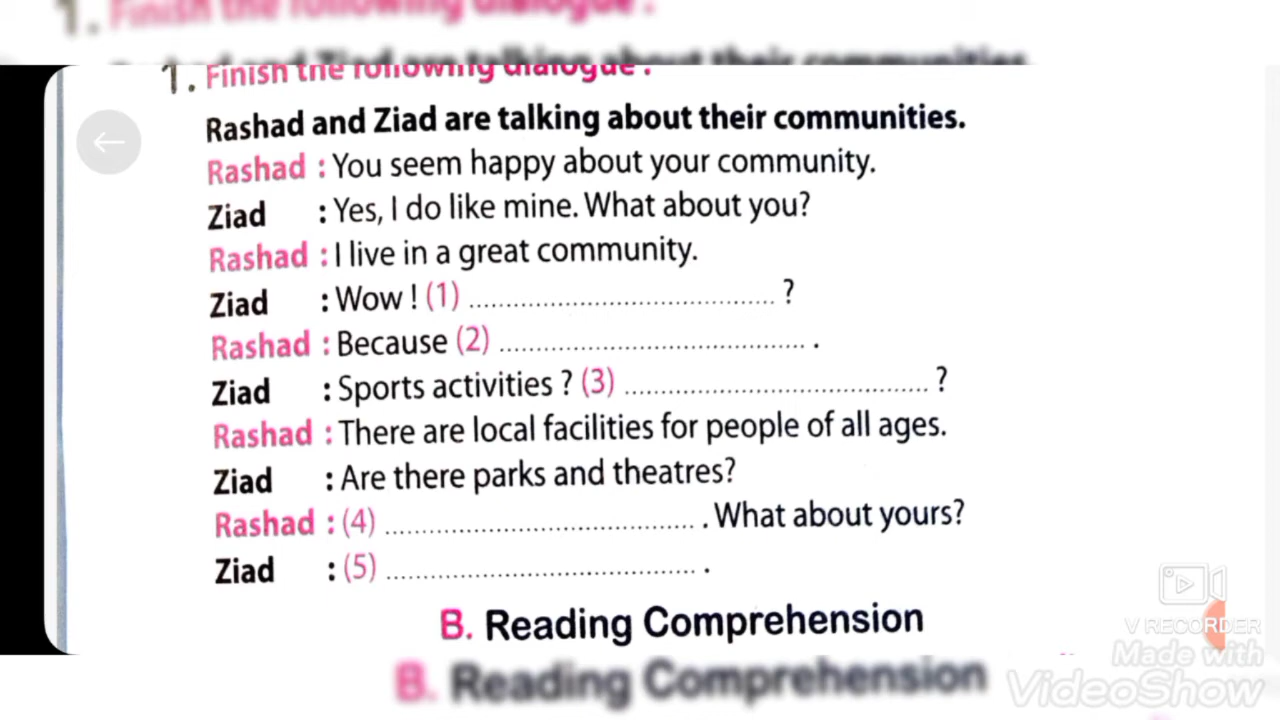 1. Finish the following dialogue :
1. Finish the following dialogue :
Rashad and Ziad are talking about their communities.
Rashad : You seem happy about your community.
Ziad : Yes, I do like mine. What about you?
Rashad : I live in a great community.
Ziad : Wow ! (1) ........................................ ?
Rashad : Because (2) ........................................ .
Ziad : Sports activities ? (3) ........................................ ?
Rashad : There are local facilities for people of all ages.
Ziad : Are there parks and theatres?
Rashad : (4) ........................................ . What about yours?
Ziad : (5) ........................................ .
B. Reading Comprehension
B. Reading Comprehension
V RECORDER
Made with
VideoShow